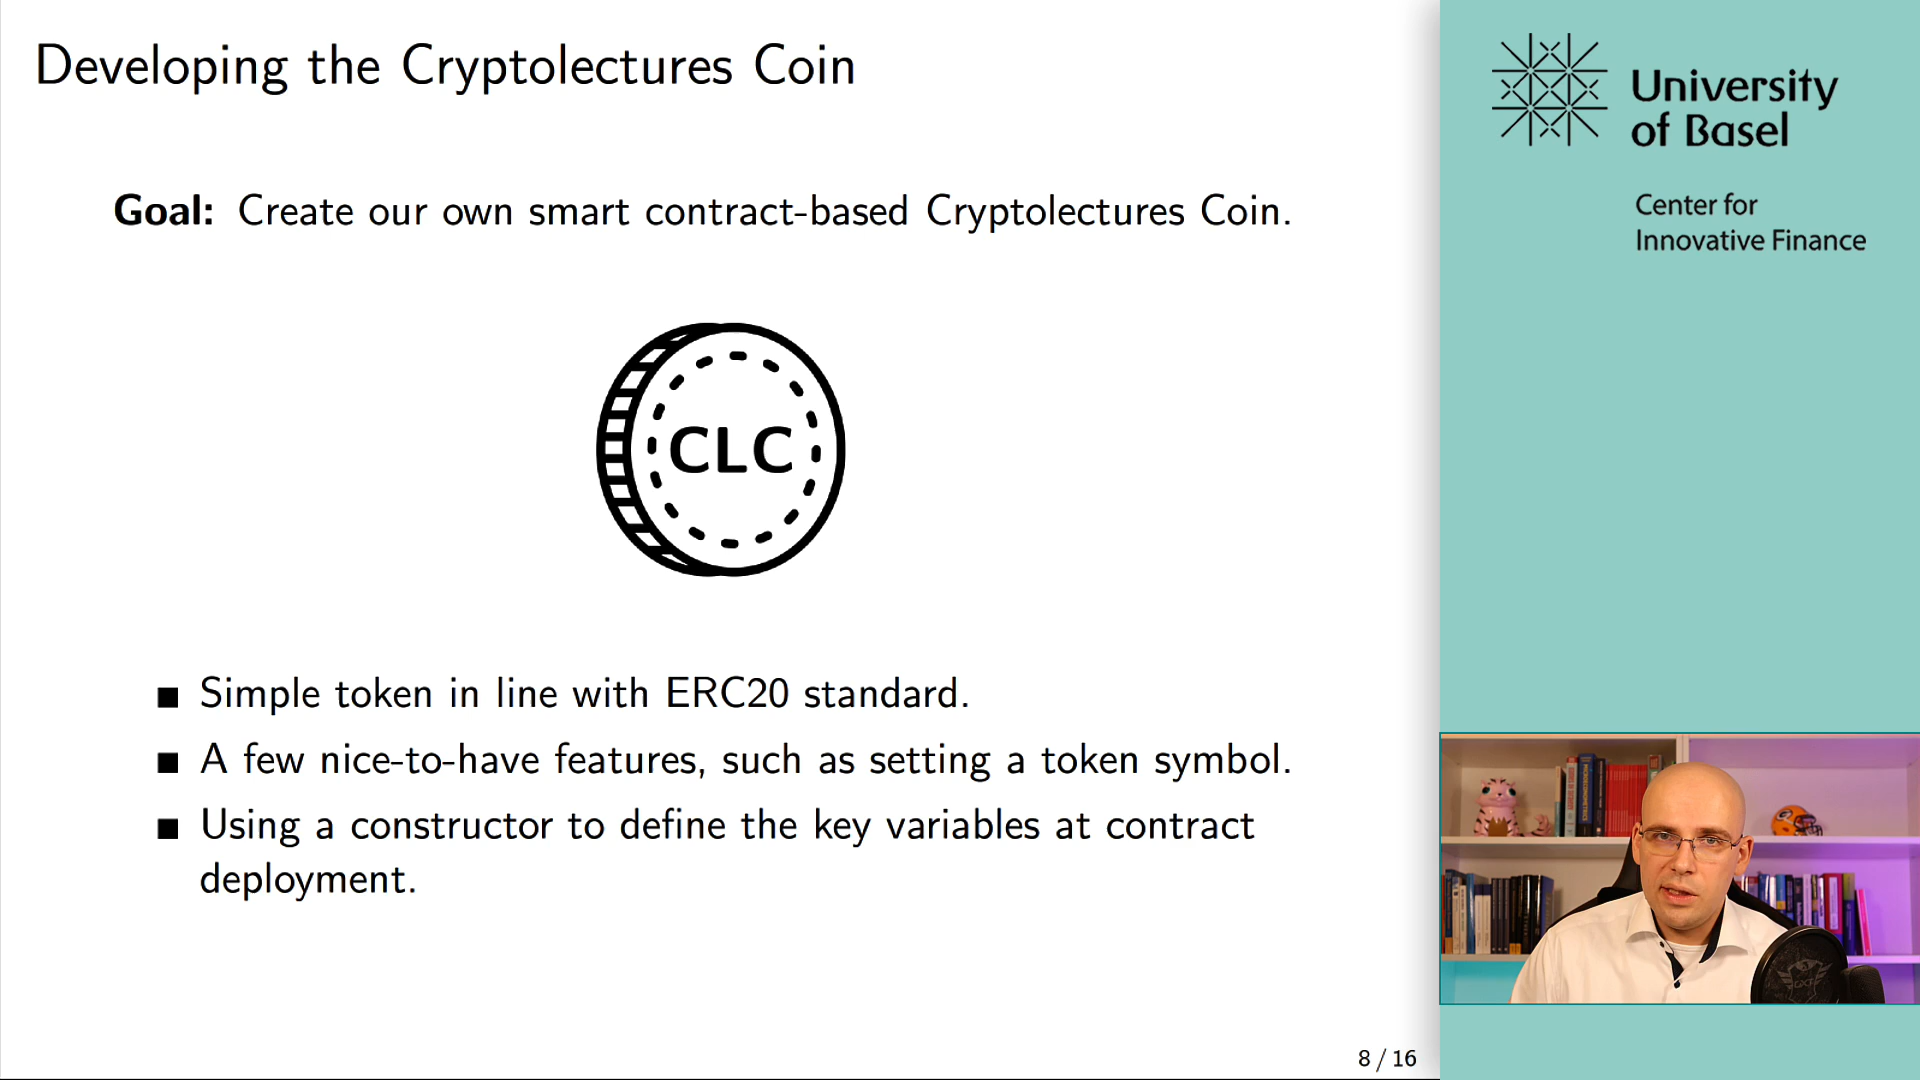 Developing the Cryptolectures Coin
Goal: Create our own smart contract-based Cryptolectures Coin.
CLC
Simple token in line with ERC20 standard.
A few nice-to-have features, such as setting a token symbol.
Using a constructor to define the key variables at contract
deployment.
8 / 16
University
of Basel
Center for
Innovative Finance